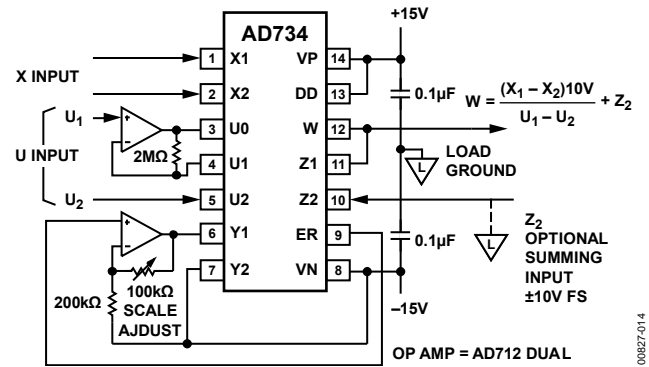 +15V
AD734
X INPUT
1 X1 VP 14
2 X2 DD 13
0.1µF
W = (X1 – X2)10V / U1 – U2 + Z2
U1
3 U0 W 12
U INPUT
2MΩ
4 U1 Z1 11
L
LOAD
GROUND
U2
5 U2 Z2 10
6 Y1 ER 9
0.1µF
L
Z2
OPTIONAL
SUMMING
INPUT
±10V FS
7 Y2 VN 8
200kΩ
100kΩ
SCALE
AJDUST
–15V
OP AMP = AD712 DUAL
00827-014
+
–
+
–